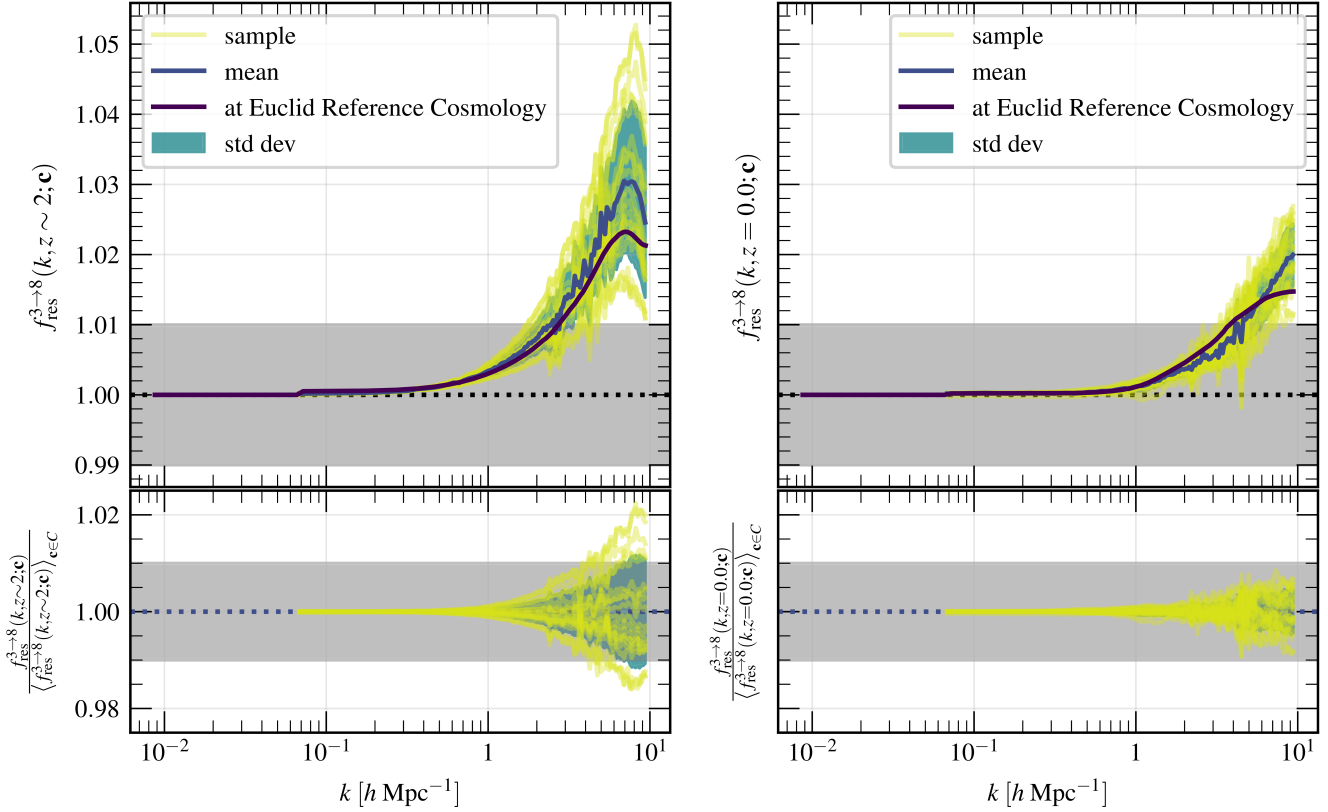 sample
mean
at Euclid Reference Cosmology
std dev
1.05
1.04
1.03
1.02
1.01
1.00
0.99
f_res^{3→8}(k, z ∼ 2; c)
sample
mean
at Euclid Reference Cosmology
std dev
f_res^{3→8}(k, z = 0.0; c)
1.02
1.00
0.98
f_res^{3→8}(k,z∼2;c)
⟨f_res^{3→8}(k,z∼2;c)⟩_{c∈C}
10⁻²
10⁻¹
1
10¹
k [h Mpc⁻¹]
f_res^{3→8}(k,z=0.0;c)
⟨f_res^{3→8}(k,z=0.0;c)⟩_{c∈C}
10⁻²
10⁻¹
1
10¹
k [h Mpc⁻¹]